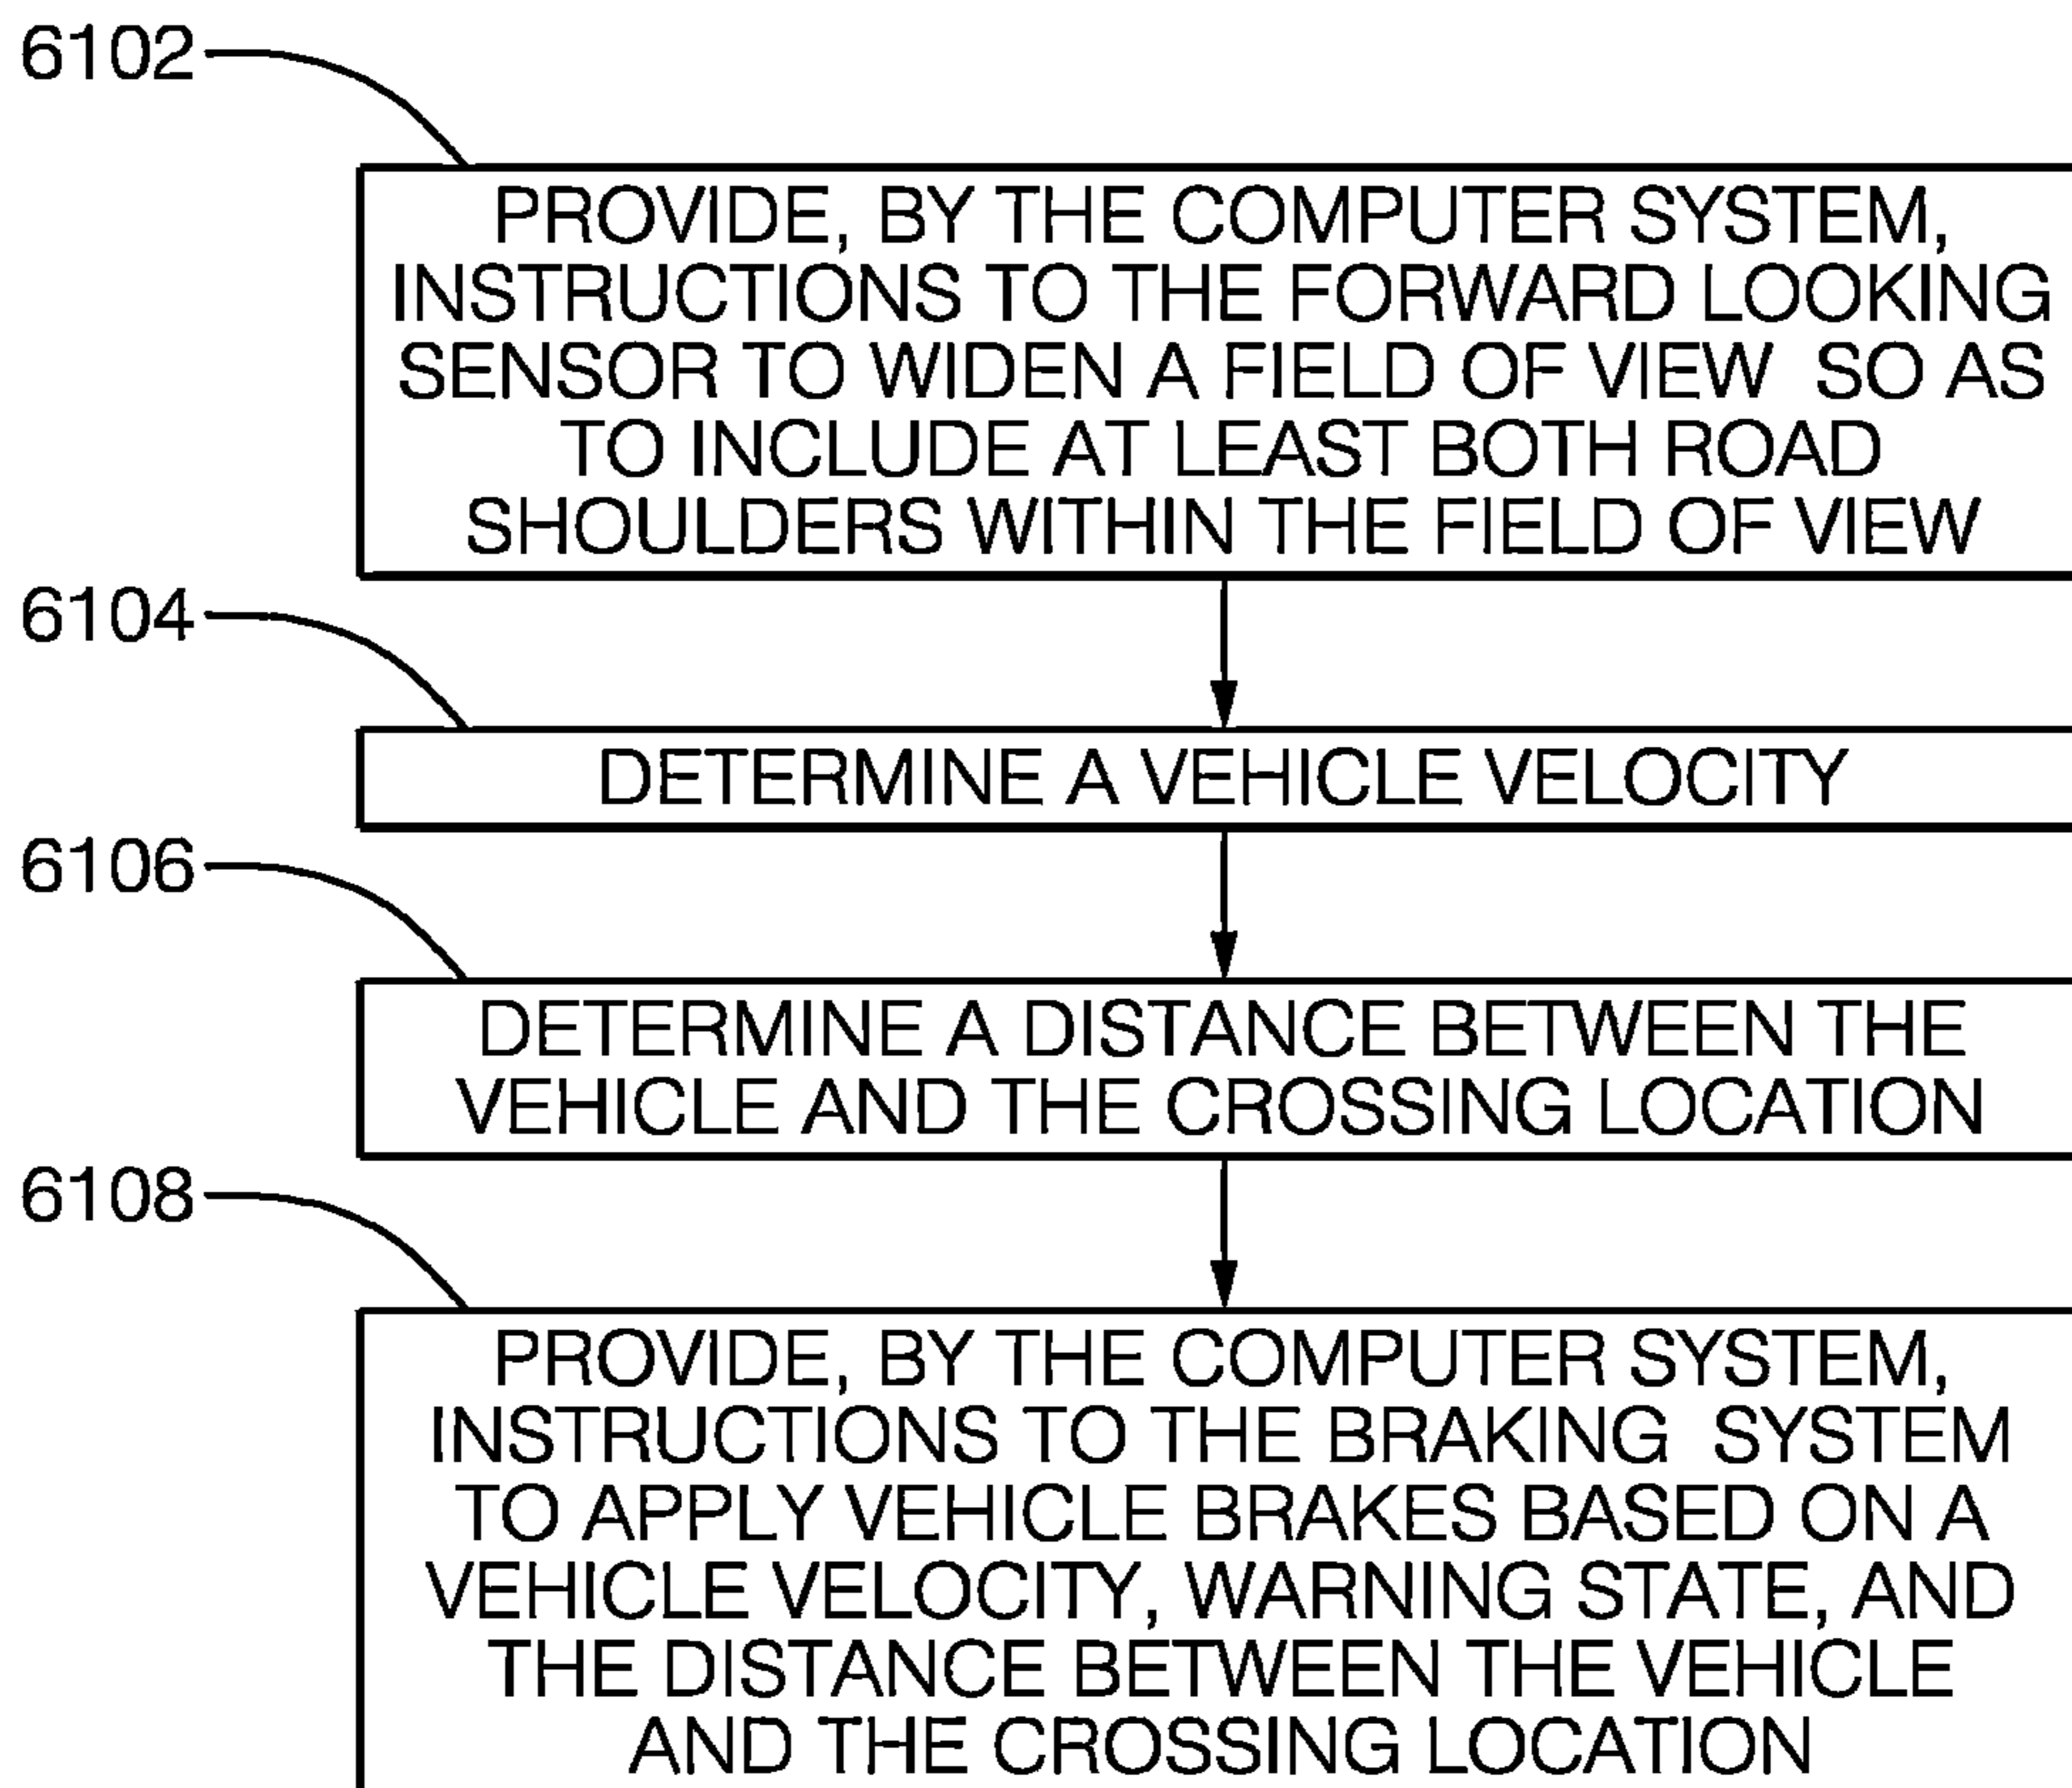 6102
PROVIDE, BY THE COMPUTER SYSTEM,
INSTRUCTIONS TO THE FORWARD LOOKING
SENSOR TO WIDEN A FIELD OF VIEW SO AS
TO INCLUDE AT LEAST BOTH ROAD
SHOULDERS WITHIN THE FIELD OF VIEW
6104
DETERMINE A VEHICLE VELOCITY
6106
DETERMINE A DISTANCE BETWEEN THE
VEHICLE AND THE CROSSING LOCATION
6108
PROVIDE, BY THE COMPUTER SYSTEM,
INSTRUCTIONS TO THE BRAKING SYSTEM
TO APPLY VEHICLE BRAKES BASED ON A
VEHICLE VELOCITY, WARNING STATE, AND
THE DISTANCE BETWEEN THE VEHICLE
AND THE CROSSING LOCATION